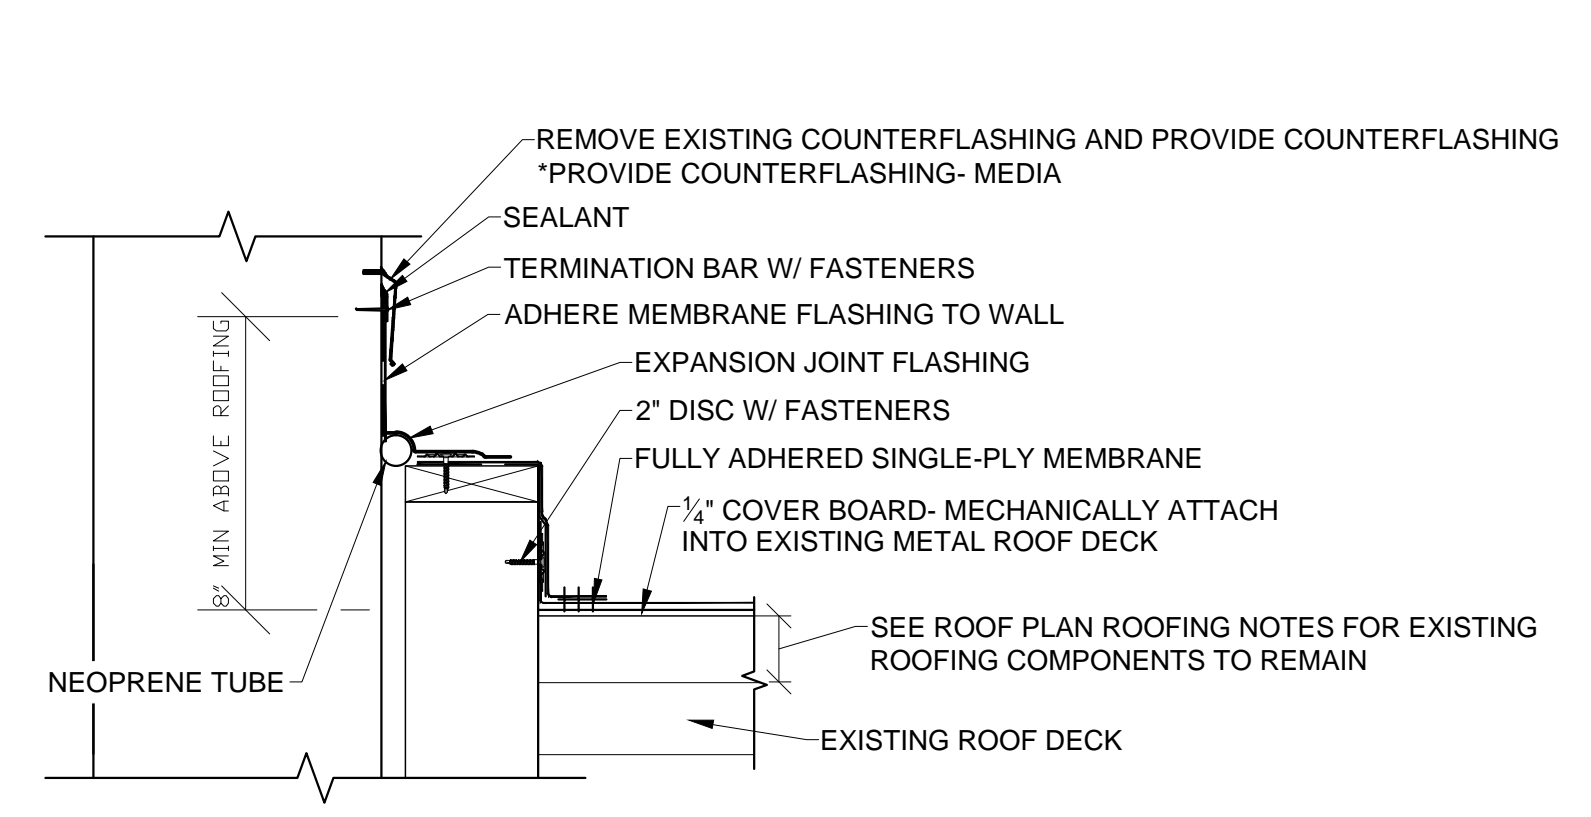 REMOVE EXISTING COUNTERFLASHING AND PROVIDE COUNTERFLASHING
*PROVIDE COUNTERFLASHING- MEDIA
SEALANT
TERMINATION BAR W/ FASTENERS
ADHERE MEMBRANE FLASHING TO WALL
EXPANSION JOINT FLASHING
2" DISC W/ FASTENERS
FULLY ADHERED SINGLE-PLY MEMBRANE
¼" COVER BOARD- MECHANICALLY ATTACH
INTO EXISTING METAL ROOF DECK
8" MIN ABOVE ROOFING
SEE ROOF PLAN ROOFING NOTES FOR EXISTING
ROOFING COMPONENTS TO REMAIN
NEOPRENE TUBE
EXISTING ROOF DECK